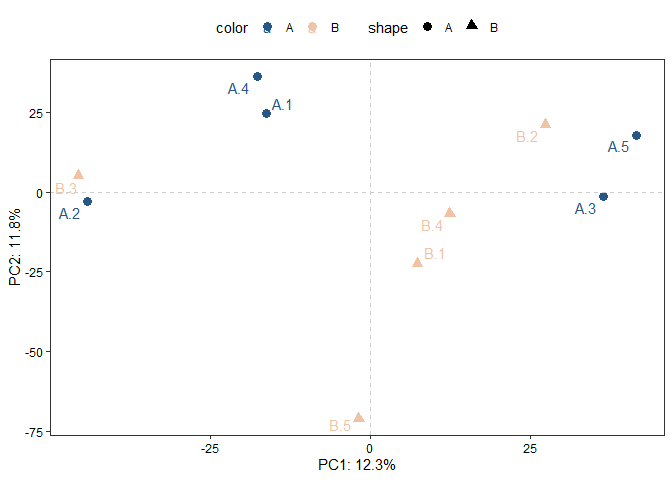 color A B shape A B
A.4
A.1
25
B.2
A.5
B.3
0
A.2
A.3
B.4
B.1
-25
PC2: 11.8%
-50
B.5
-75
-25 0 25
PC1: 12.3%